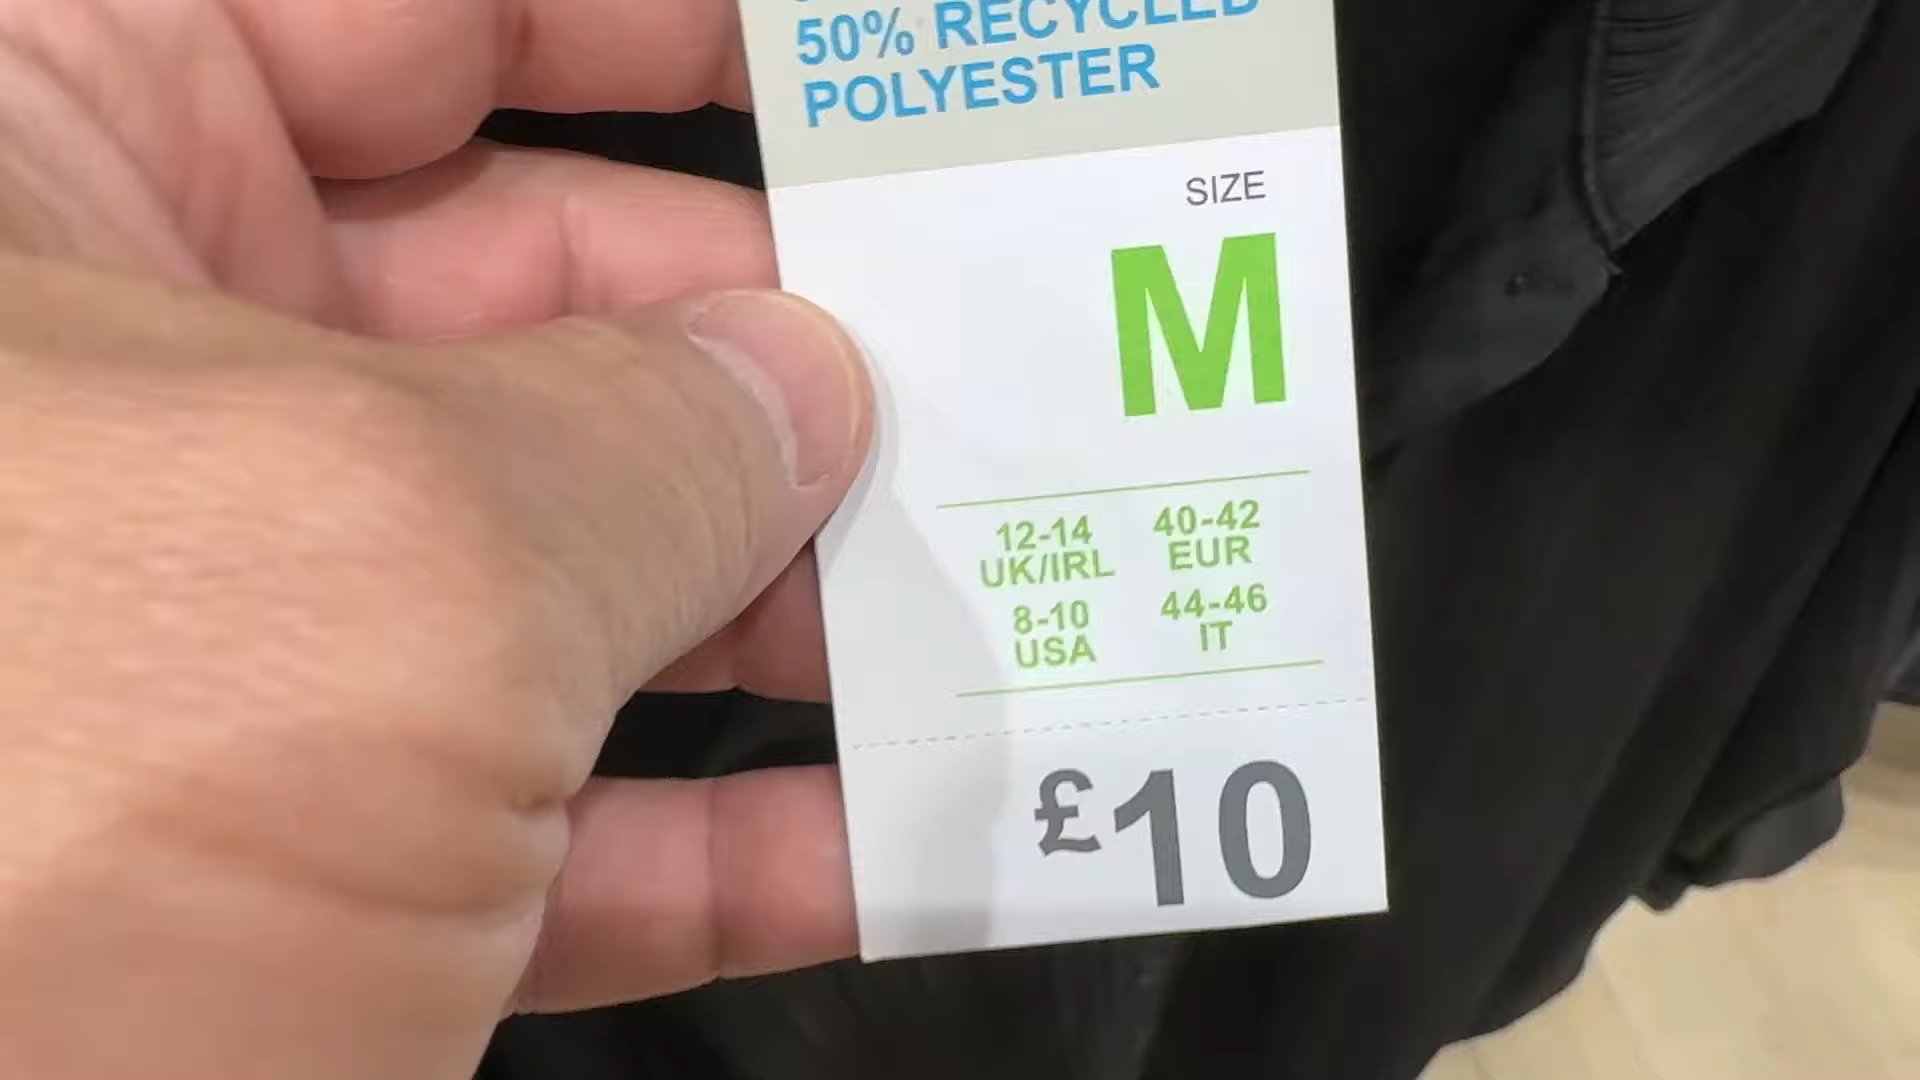 50% RECYCLED
POLYESTER
SIZE
M
12-14
UK/IRL
40-42
EUR
8-10
USA
44-46
IT
£10